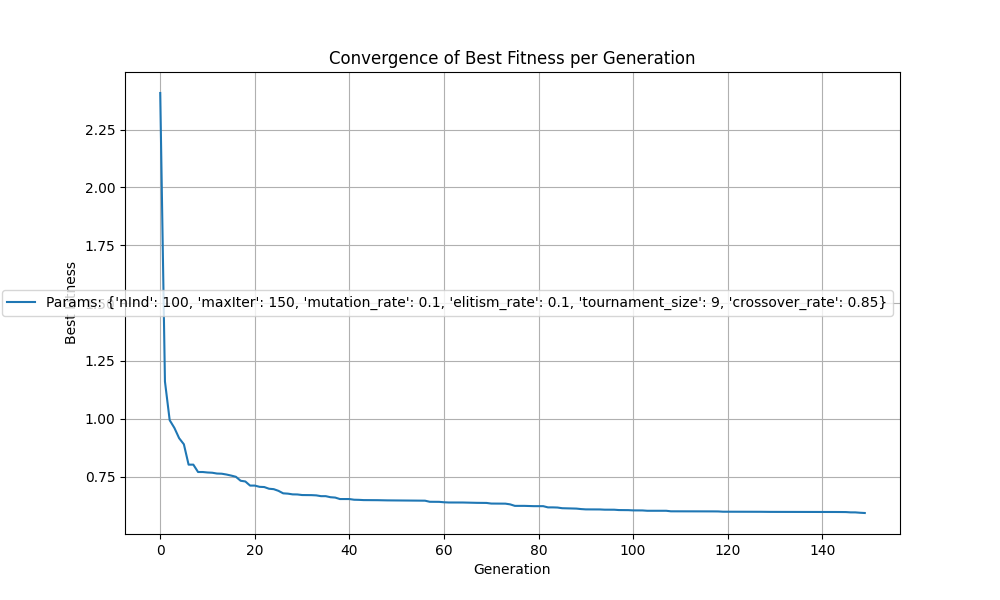 Convergence of Best Fitness per Generation
2.25
2.00
1.75
Params: {'nInd': 100, 'maxIter': 150, 'mutation_rate': 0.1, 'elitism_rate': 0.1, 'tournament_size': 9, 'crossover_rate': 0.85}
1.25
1.00
0.75
0 20 40 60 80 100 120 140
Generation
Best